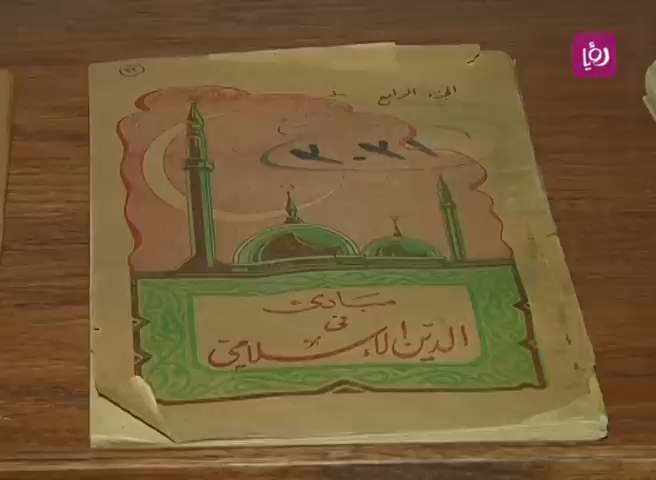 رؤيا
الجزء الرابع
مبادئ
في
الدين الإسلامي